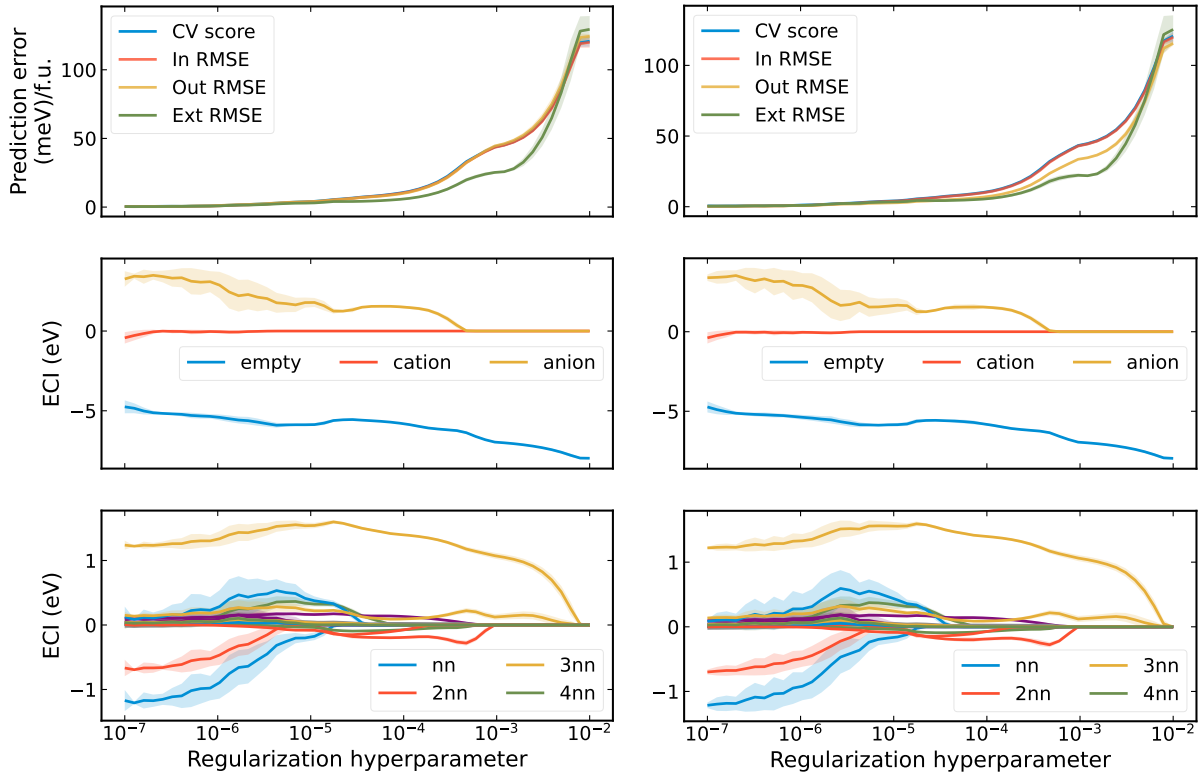 Prediction error
(meV)/f.u.
100
50
0
CV score
In RMSE
Out RMSE
Ext RMSE
100
50
0
CV score
In RMSE
Out RMSE
Ext RMSE
ECI (eV)
0
−5
empty cation anion
0
−5
empty cation anion
ECI (eV)
1
0
−1
nn 3nn
2nn 4nn
10⁻⁷ 10⁻⁶ 10⁻⁵ 10⁻⁴ 10⁻³ 10⁻²
Regularization hyperparameter
1
0
−1
nn 3nn
2nn 4nn
10⁻⁷ 10⁻⁶ 10⁻⁵ 10⁻⁴ 10⁻³ 10⁻²
Regularization hyperparameter